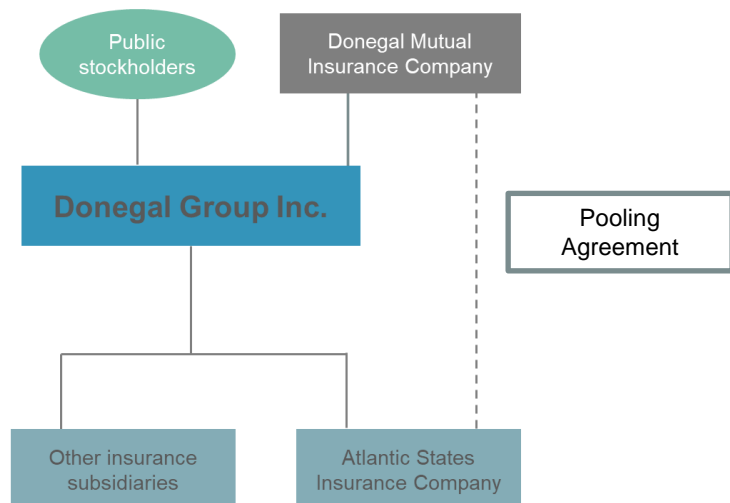 Public
stockholders
Donegal Mutual
Insurance Company
Donegal Group Inc.
Pooling
Agreement
Other insurance
subsidiaries
Atlantic States
Insurance Company